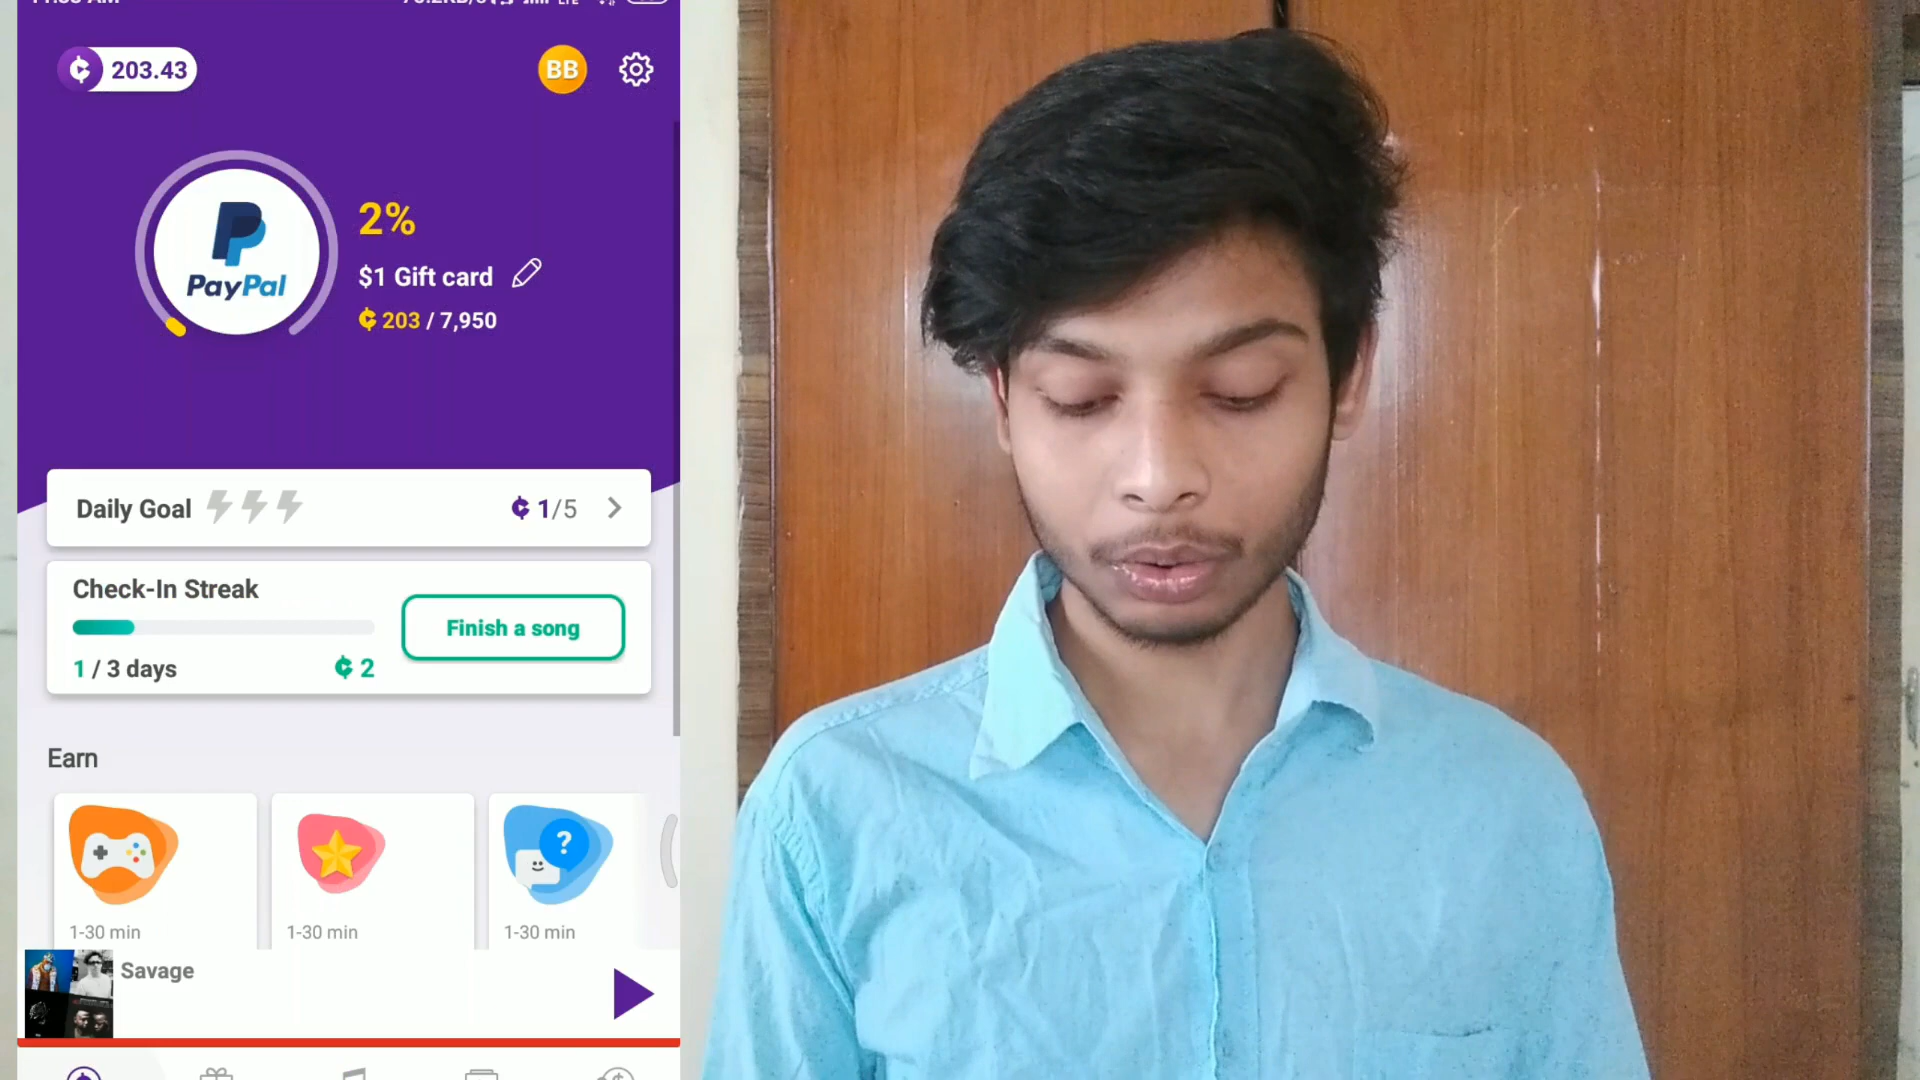 203.43
BB
PayPal
2%
$1 Gift card
203 / 7,950
Daily Goal
1/5
Check-In Streak
Finish a song
1 / 3 days
2
Earn
?
1-30 min
1-30 min
1-30 min
Savage